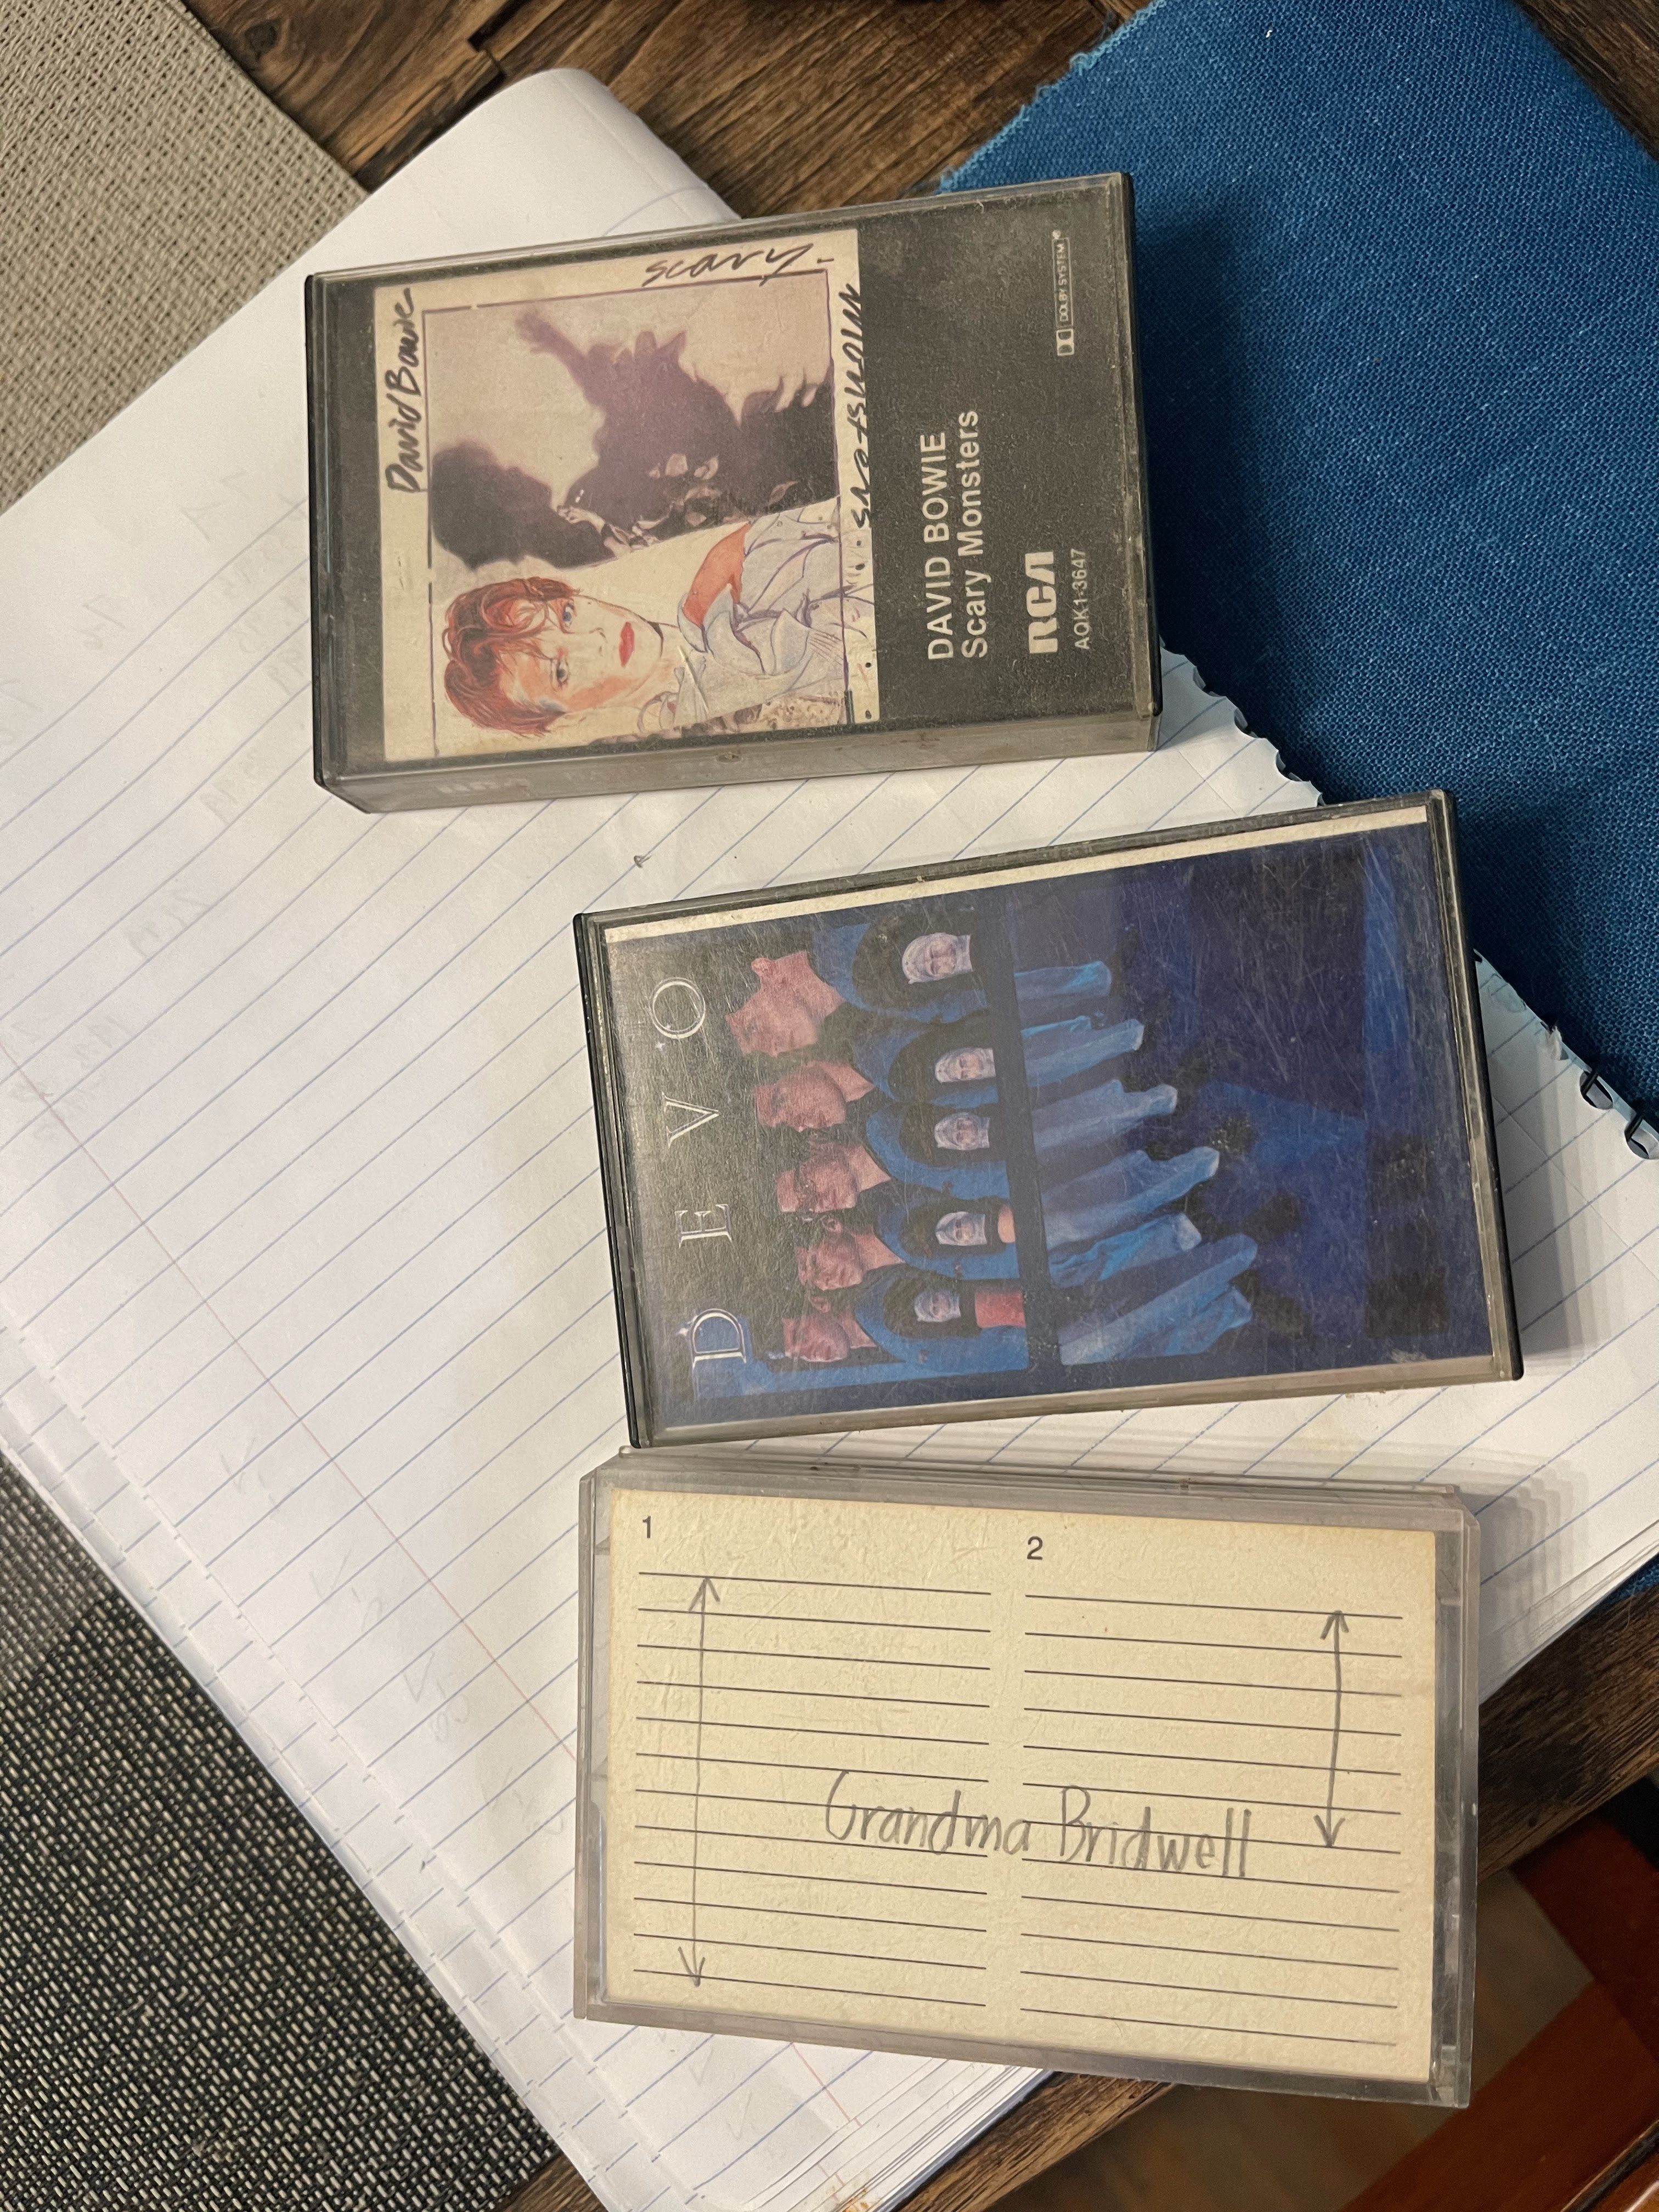 David Bowie
scary.
monsters
DAVID BOWIE
Scary Monsters
RCA
AQK1-3647
DOLBY SYSTEM®
DEVO
1
2
Grandma Bridwell